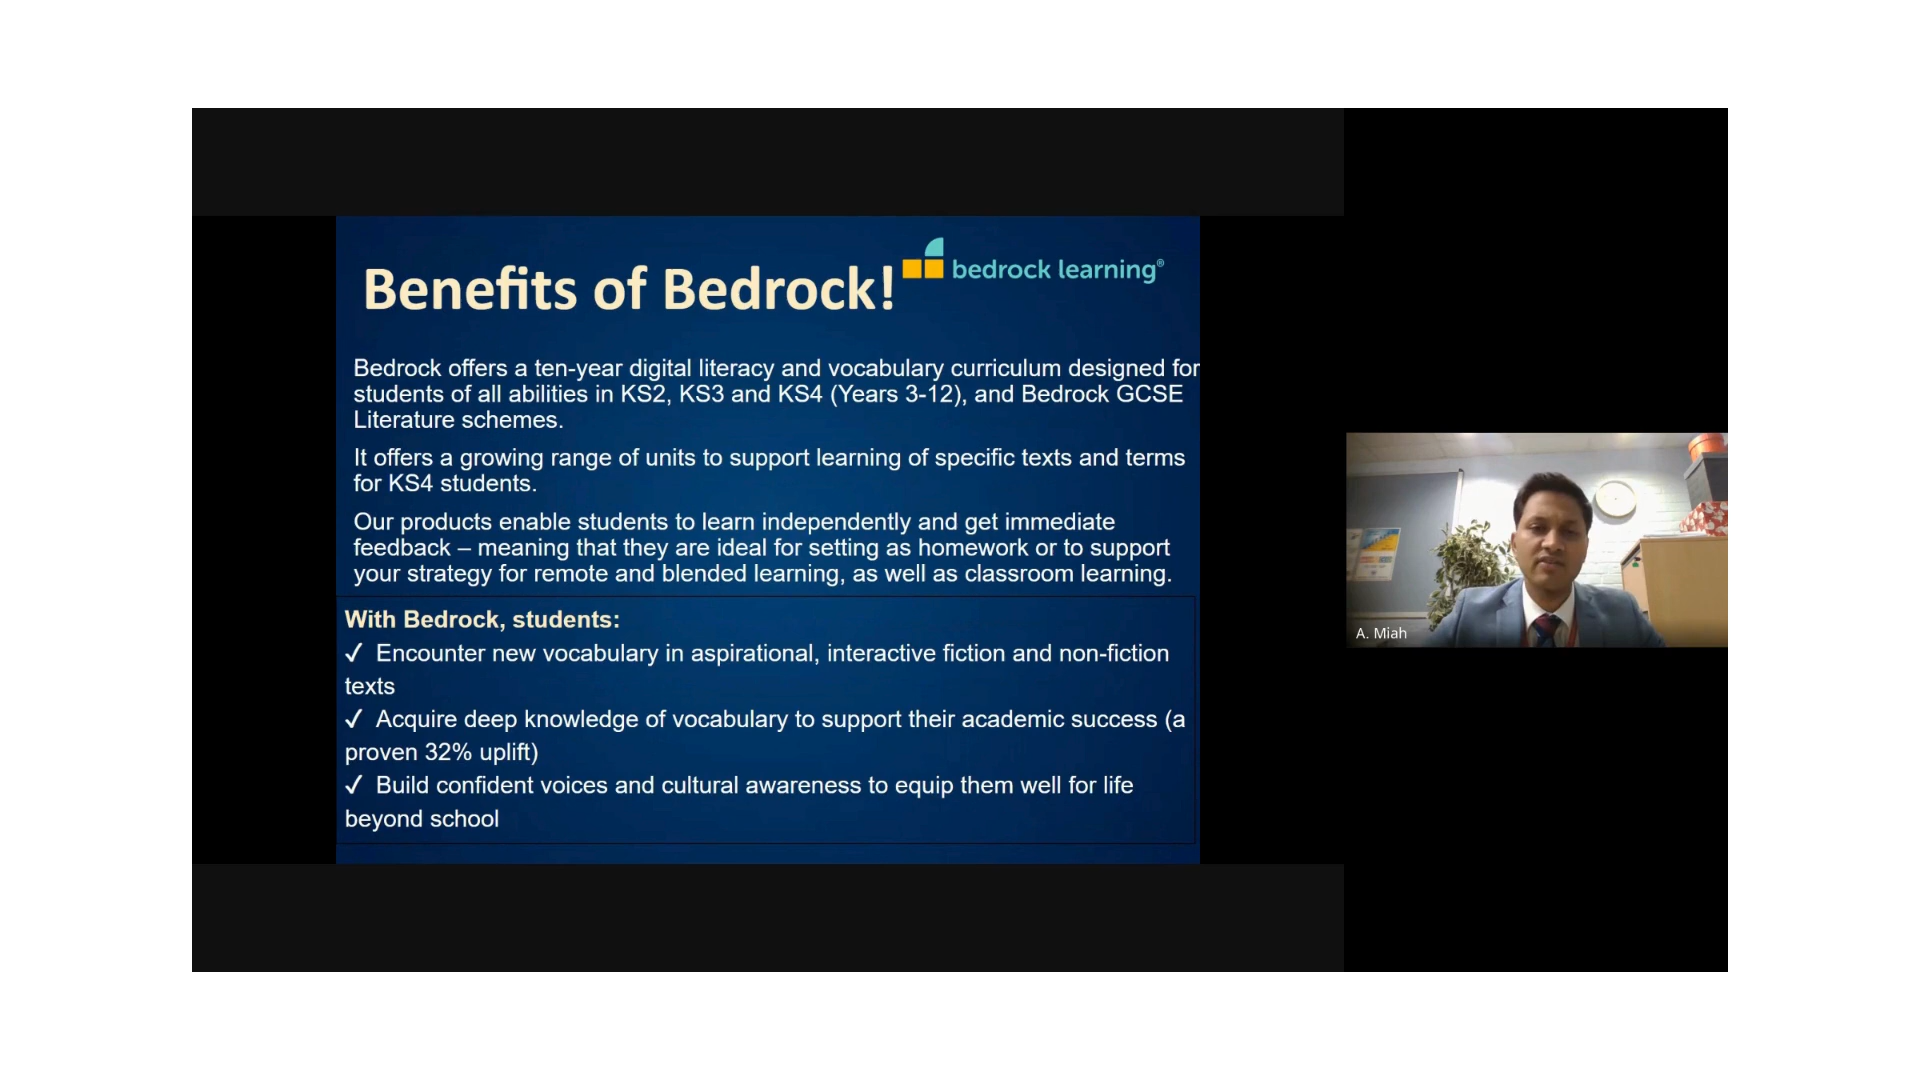 Benefits of Bedrock!
bedrock learning®
Bedrock offers a ten-year digital literacy and vocabulary curriculum designed for
students of all abilities in KS2, KS3 and KS4 (Years 3-12), and Bedrock GCSE
Literature schemes.
It offers a growing range of units to support learning of specific texts and terms
for KS4 students.
Our products enable students to learn independently and get immediate
feedback – meaning that they are ideal for setting as homework or to support
your strategy for remote and blended learning, as well as classroom learning.
With Bedrock, students:
✓ Encounter new vocabulary in aspirational, interactive fiction and non-fiction
texts
✓ Acquire deep knowledge of vocabulary to support their academic success (a
proven 32% uplift)
✓ Build confident voices and cultural awareness to equip them well for life
beyond school
A. Miah